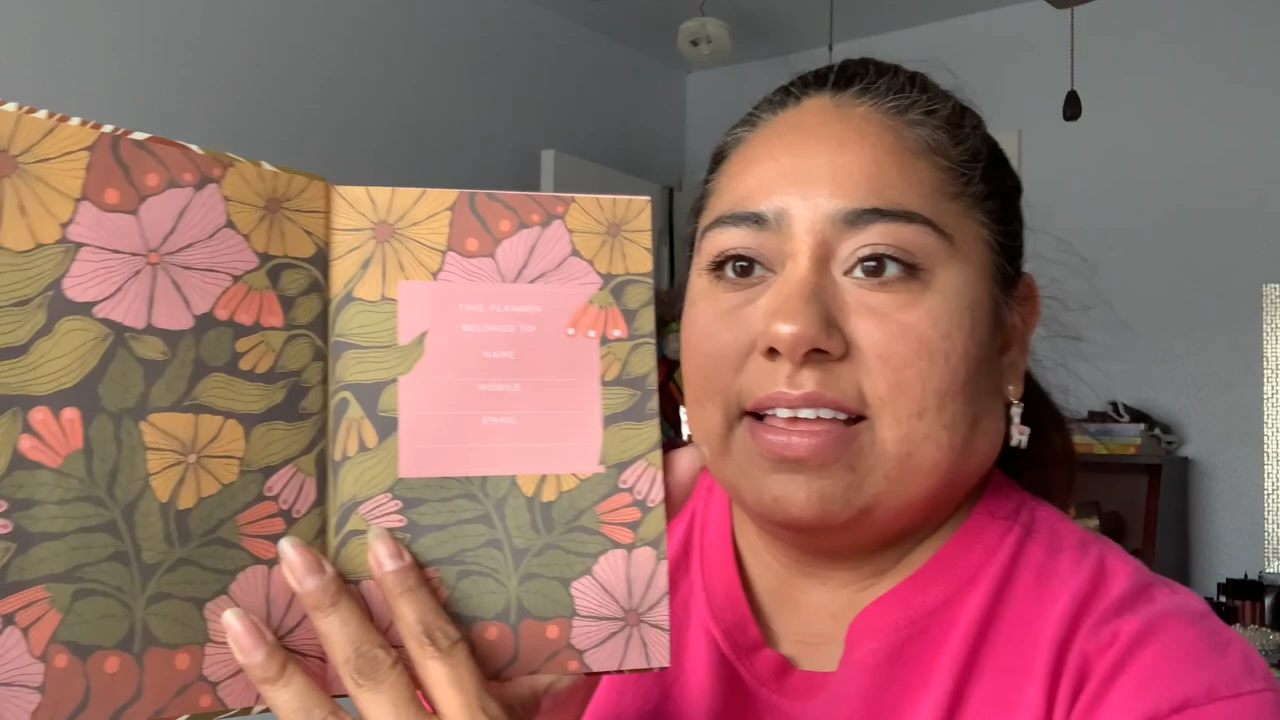 THIS PLANNER
BELONGS TO
NAME
MOBILE
EMAIL